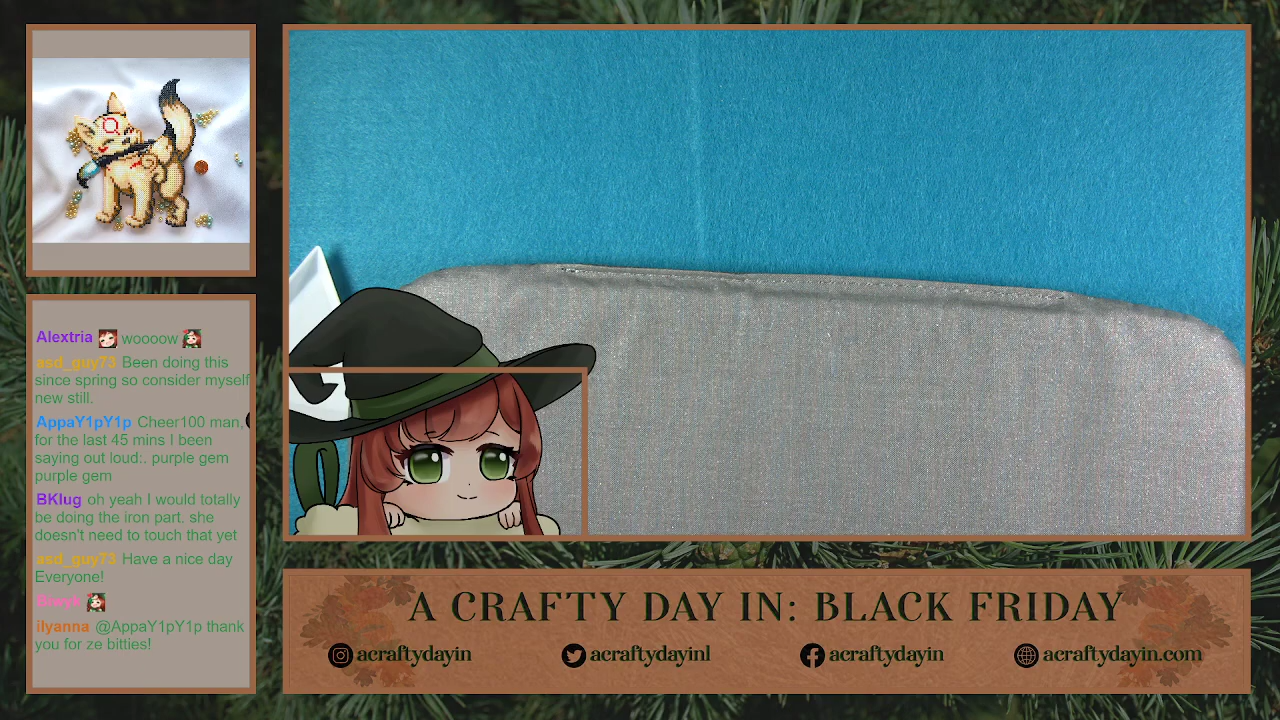 Alextria woooow
asd_guy73 Been doing this
since spring so consider myself
new still.
AppaY1pY1p Cheer100 man,
for the last 45 mins I been
saying out loud:. purple gem
purple gem
BKlug oh yeah I would totally
be doing the iron part. she
doesn't need to touch that yet
asd_guy73 Have a nice day
Everyone!
ilyanna @AppaY1pY1p thank
you for ze bitties!
A CRAFTY DAY IN: BLACK FRIDAY
acraftydayin acraftydayinl acraftydayin acraftydayin.com